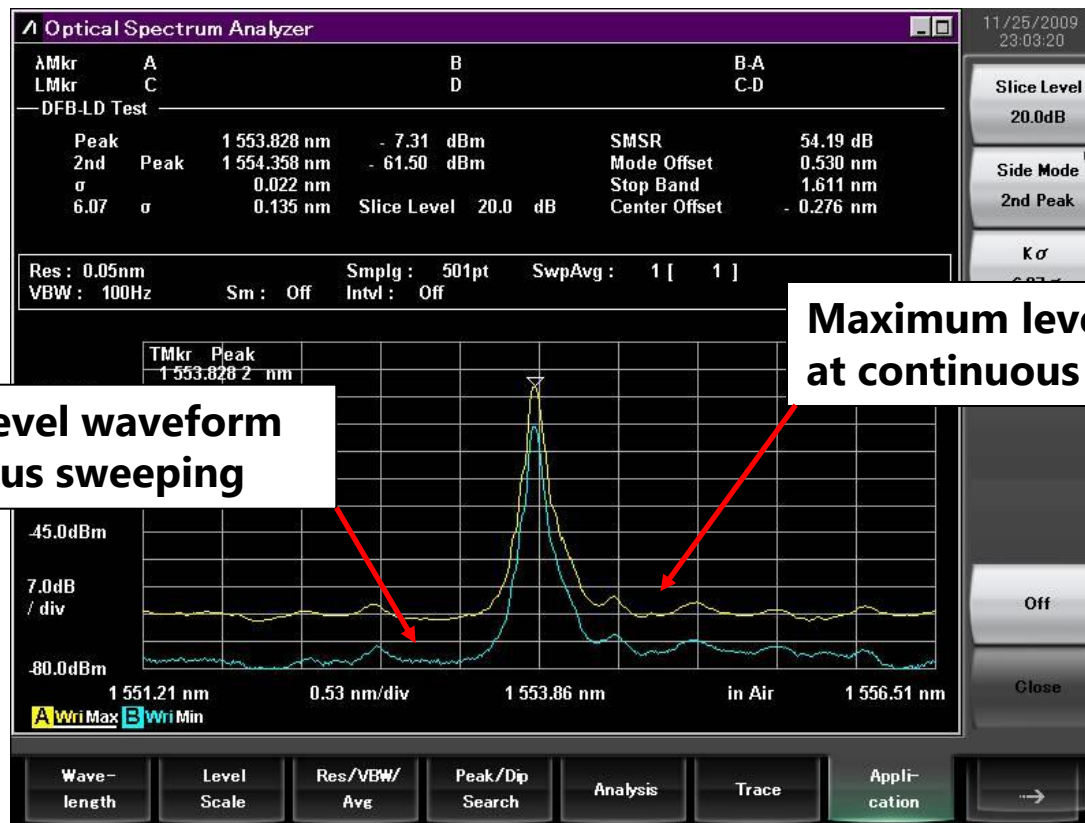 Optical Spectrum Analyzer
11/25/2009
23:03:20
λMkr A B B-A
LMkr C D C-D
DFB-LD Test
Peak 1 553.828 nm - 7.31 dBm SMSR 54.19 dB
2nd Peak 1 554.358 nm - 61.50 dBm Mode Offset 0.530 nm
σ 0.022 nm Stop Band 1.611 nm
6.07 σ 0.135 nm Slice Level 20.0 dB Center Offset - 0.276 nm
Res : 0.05nm Smplg : 501pt SwpAvg : 1 [ 1 ]
VBW : 100Hz Sm : Off Intvl : Off
Slice Level
20.0dB
Side Mode
2nd Peak
Kσ
Maximum leve
at continuous
TMkr Peak
1 553.828 2 nm
evel waveform
us sweeping
-45.0dBm
7.0dB
/ div
-80.0dBm
1 551.21 nm 0.53 nm/div 1 553.86 nm in Air 1 556.51 nm
A Wri Max B Wri Min
Off
Close
Wave-
length
Level
Scale
Res/VBW/
Avg
Peak/Dip
Search
Analysis
Trace
Appli-
cation